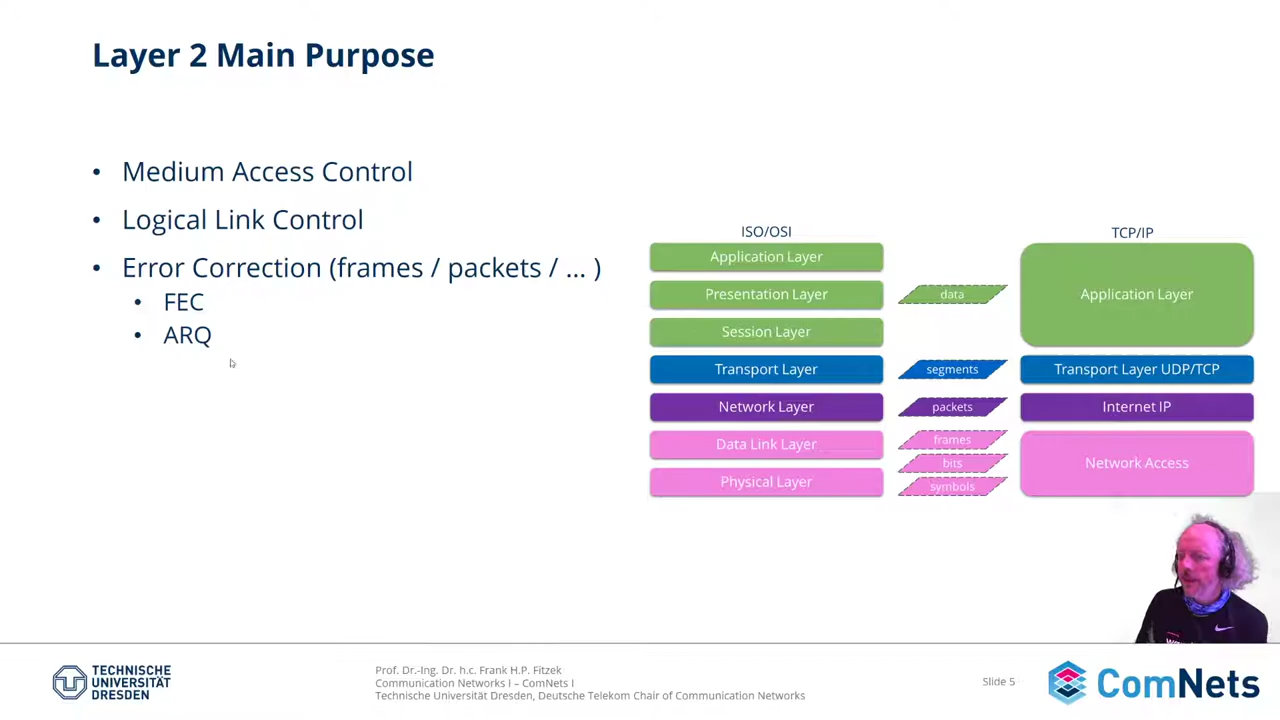 Layer 2 Main Purpose
• Medium Access Control
• Logical Link Control
• Error Correction (frames / packets / ... )
• FEC
• ARQ
ISO/OSI
TCP/IP
Application Layer
Presentation Layer
data
Application Layer
Session Layer
Transport Layer
segments
Transport Layer UDP/TCP
Network Layer
packets
Internet IP
Data Link Layer
frames
bits
Network Access
Physical Layer
symbols
TECHNISCHE
UNIVERSITÄT
DRESDEN
Prof. Dr.-Ing. Dr. h.c. Frank H.P. Fitzek
Communication Networks I – ComNets I
Technische Universität Dresden, Deutsche Telekom Chair of Communication Networks
Slide 5
ComNets